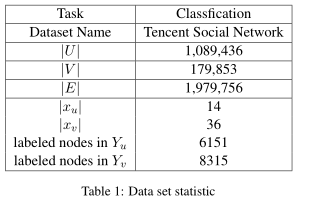 Task Classfication
Dataset Name Tencent Social Network
|U| 1,089,436
|V| 179,853
|E| 1,979,756
|x_u| 14
|x_v| 36
labeled nodes in Y_u 6151
labeled nodes in Y_v 8315
Table 1: Data set statistic